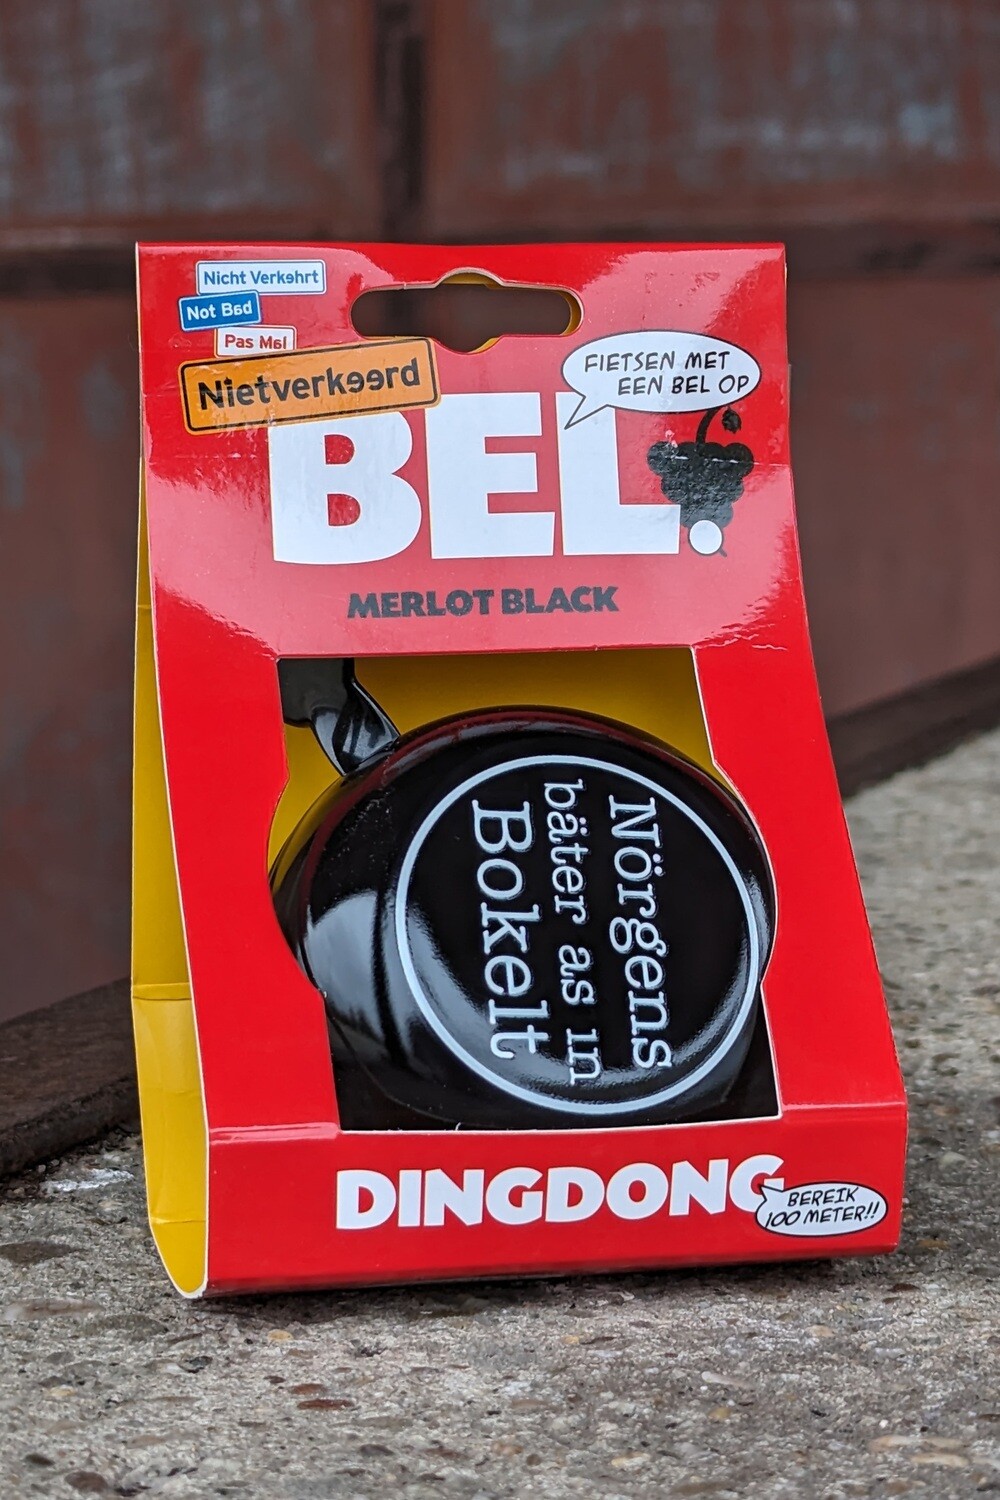 Nicht Verkəhrt
Not Bad
Pas Mal
Nietverkeerd
FIETSEN MET
EEN BEL OP
BEL.
MERLOT BLACK
Nörgens
bäter as in
Bokelt
DINGDONG
BEREIK
100 METER!!